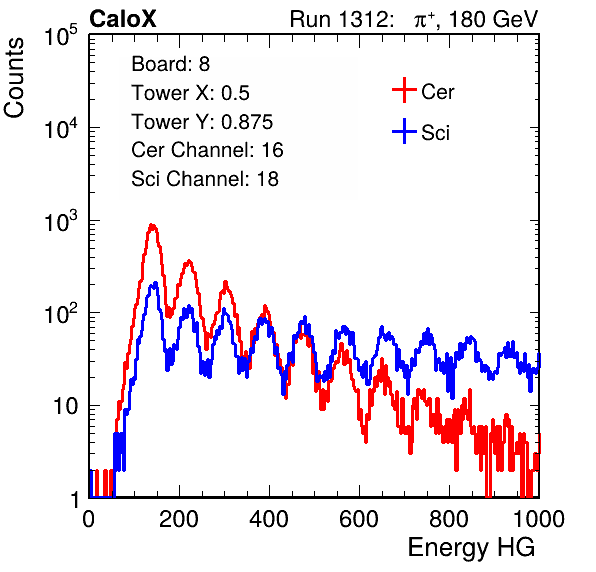 CaloX Run 1312: π⁺, 180 GeV
Counts
10⁵
10⁴
10³
10²
10
1
Board: 8
Tower X: 0.5
Tower Y: 0.875
Cer Channel: 16
Sci Channel: 18
Cer
Sci
0 200 400 600 800 1000
Energy HG